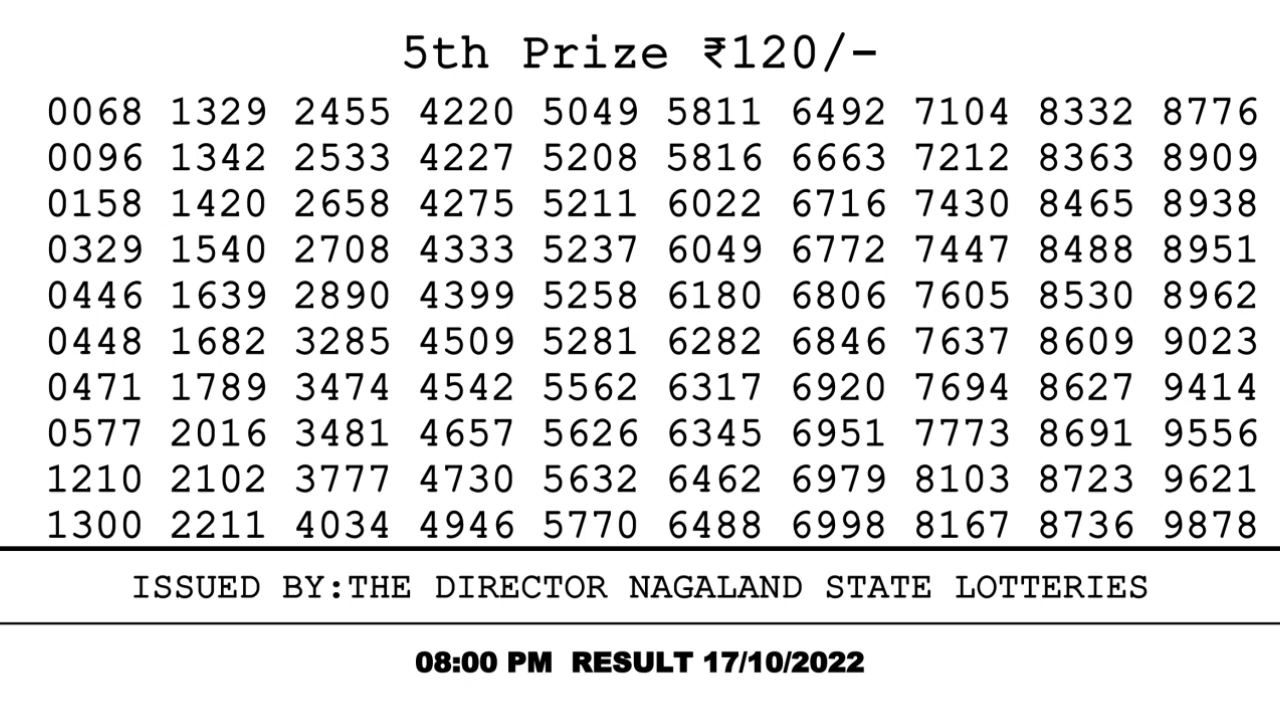 5th Prize ₹120/-
0068 1329 2455 4220 5049 5811 6492 7104 8332 8776
0096 1342 2533 4227 5208 5816 6663 7212 8363 8909
0158 1420 2658 4275 5211 6022 6716 7430 8465 8938
0329 1540 2708 4333 5237 6049 6772 7447 8488 8951
0446 1639 2890 4399 5258 6180 6806 7605 8530 8962
0448 1682 3285 4509 5281 6282 6846 7637 8609 9023
0471 1789 3474 4542 5562 6317 6920 7694 8627 9414
0577 2016 3481 4657 5626 6345 6951 7773 8691 9556
1210 2102 3777 4730 5632 6462 6979 8103 8723 9621
1300 2211 4034 4946 5770 6488 6998 8167 8736 9878
ISSUED BY:THE DIRECTOR NAGALAND STATE LOTTERIES
08:00 PM RESULT 17/10/2022